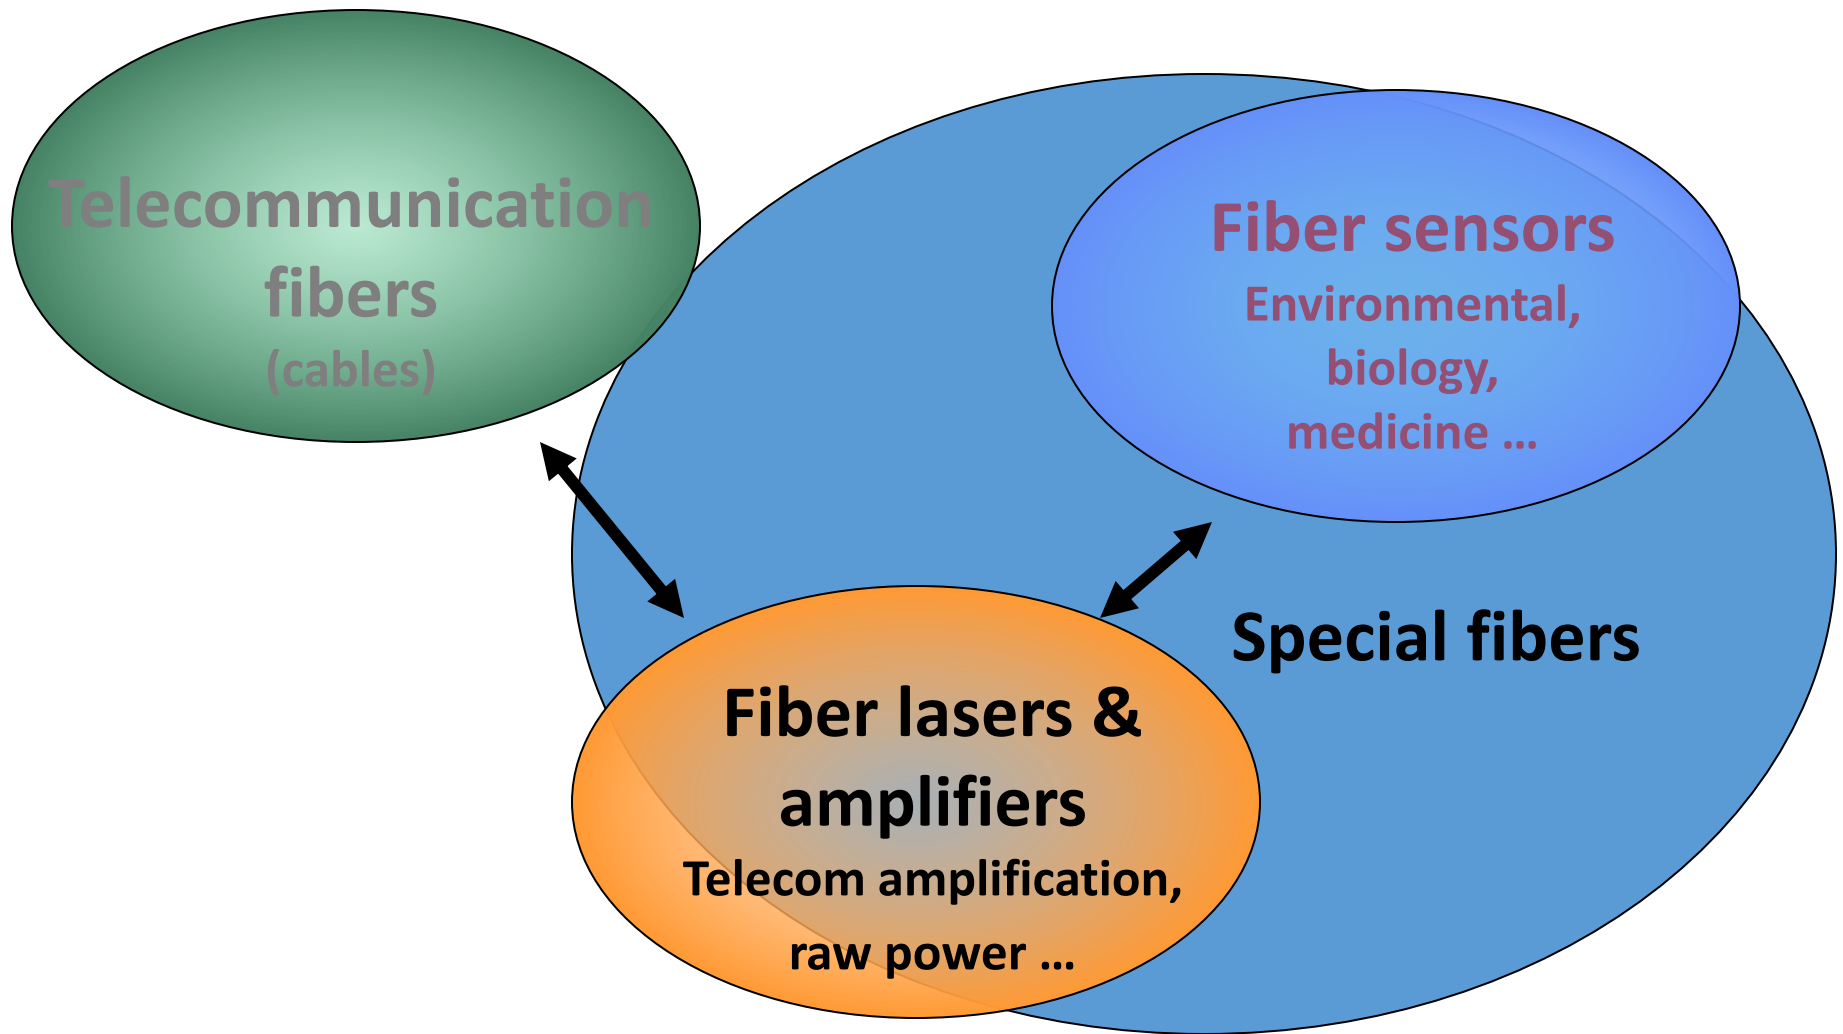 Telecommunication
fibers
(cables)
Fiber sensors
Environmental,
biology,
medicine ...
Special fibers
Fiber lasers &
amplifiers
Telecom amplification,
raw power ...